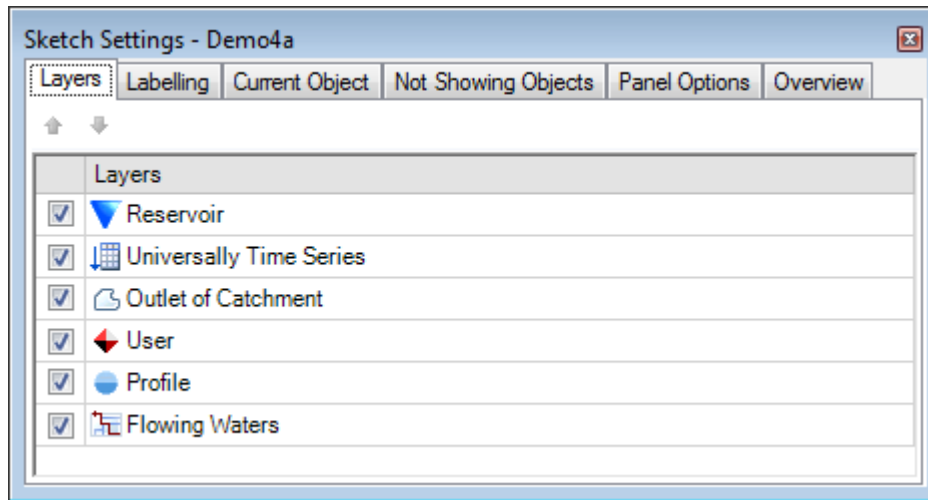 Sketch Settings - Demo4a
Layers Labelling Current Object Not Showing Objects Panel Options Overview
Layers
Reservoir
Universally Time Series
Outlet of Catchment
User
Profile
Flowing Waters